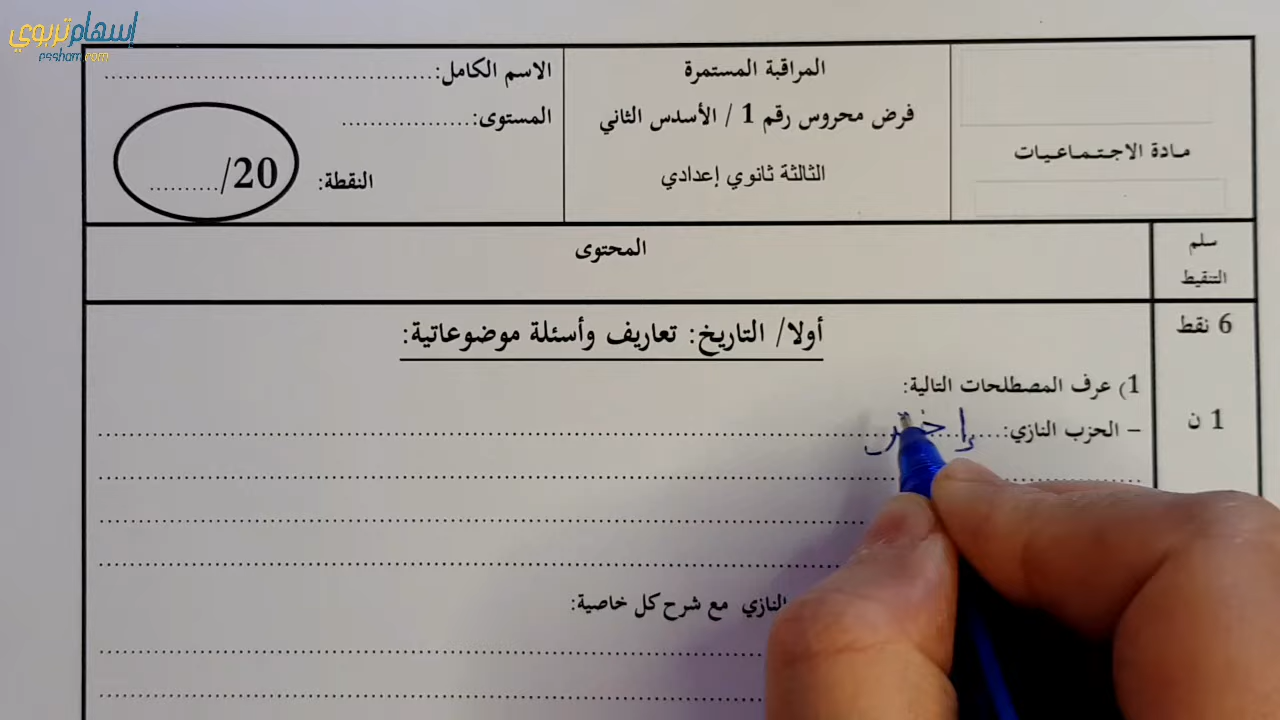 إسهام تربوي
essham.com
مادة الاجتماعيات
المراقبة المستمرة
فرض محروس رقم 1 / الأسدس الثاني
الثالثة ثانوي إعدادي
الاسم الكامل:
المستوى:
النقطة: /20
سلم التنقيط
المحتوى
6 نقط
أولا/ التاريخ: تعاريف وأسئلة موضوعاتية:
1) عرف المصطلحات التالية:
1 ن
– الحزب النازي:
النازي مع شرح كل خاصية: